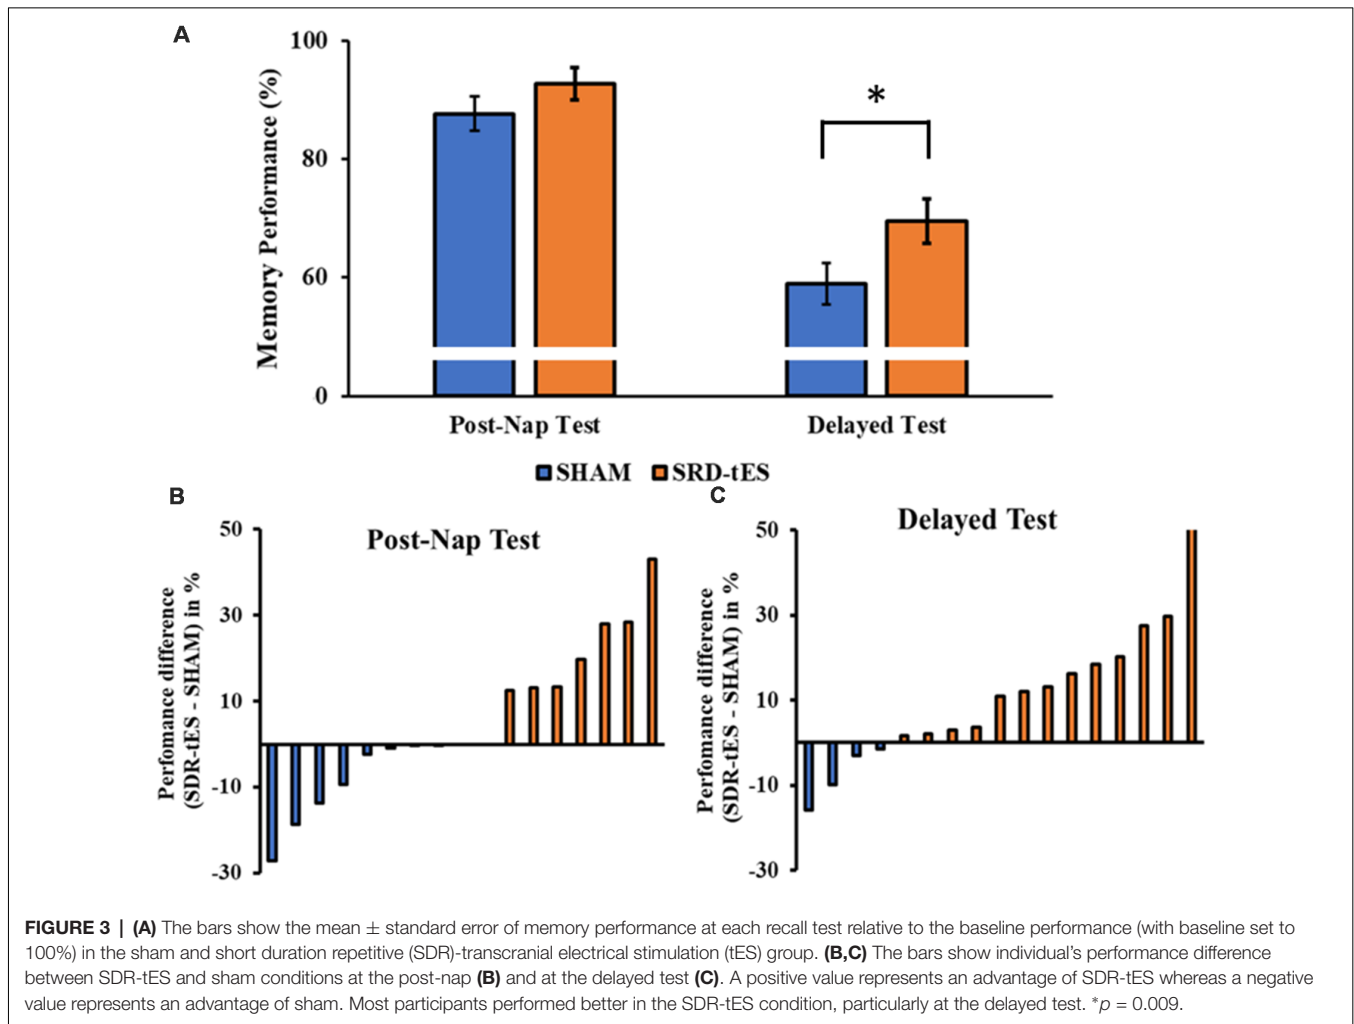 A
100
80
60
0
Memory Performance (%)
*
Post-Nap Test
Delayed Test
SHAM
SRD-tES
B
50
30
10
-10
-30
Perfomance difference
(SDR-tES - SHAM) in %
Post-Nap Test
C
50
30
10
-10
-30
Perfomance difference
(SDR-tES - SHAM) in %
Delayed Test
FIGURE 3 | (A) The bars show the mean ± standard error of memory performance at each recall test relative to the baseline performance (with baseline set to
100%) in the sham and short duration repetitive (SDR)-transcranial electrical stimulation (tES) group. (B,C) The bars show individual's performance difference
between SDR-tES and sham conditions at the post-nap (B) and at the delayed test (C). A positive value represents an advantage of SDR-tES whereas a negative
value represents an advantage of sham. Most participants performed better in the SDR-tES condition, particularly at the delayed test. *p = 0.009.